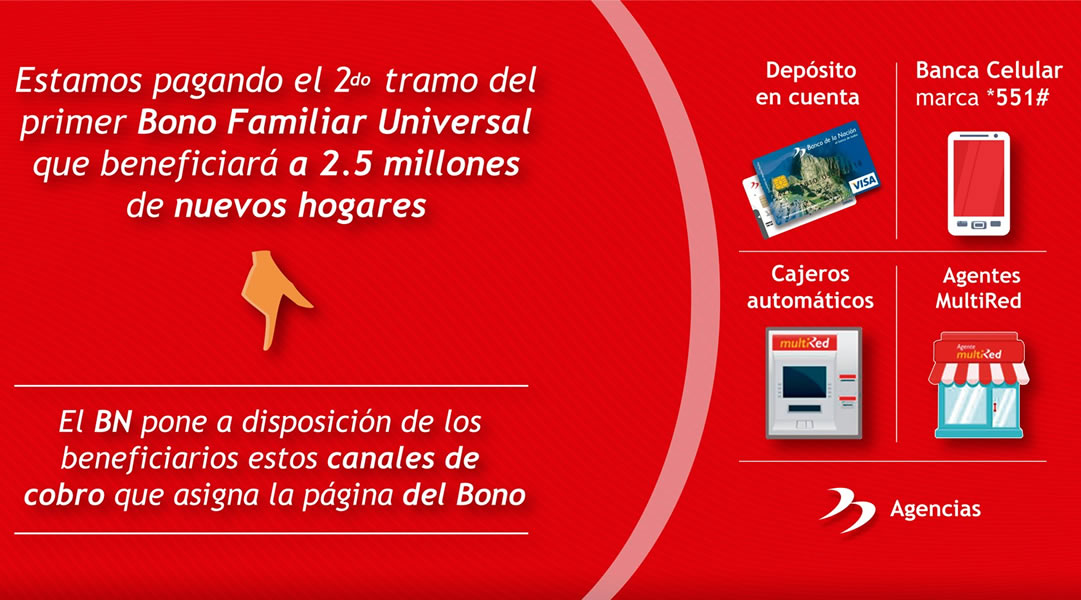 Estamos pagando el 2do tramo del
primer Bono Familiar Universal
que beneficiará a 2.5 millones
de nuevos hogares
El BN pone a disposición de los
beneficiarios estos canales de
cobro que asigna la página del Bono
Depósito
en cuenta
Banco de la Nación
VISA
Banca Celular
marca *551#
Cajeros
automáticos
multiRed
Agentes
MultiRed
Agente
multiRed
Agencias